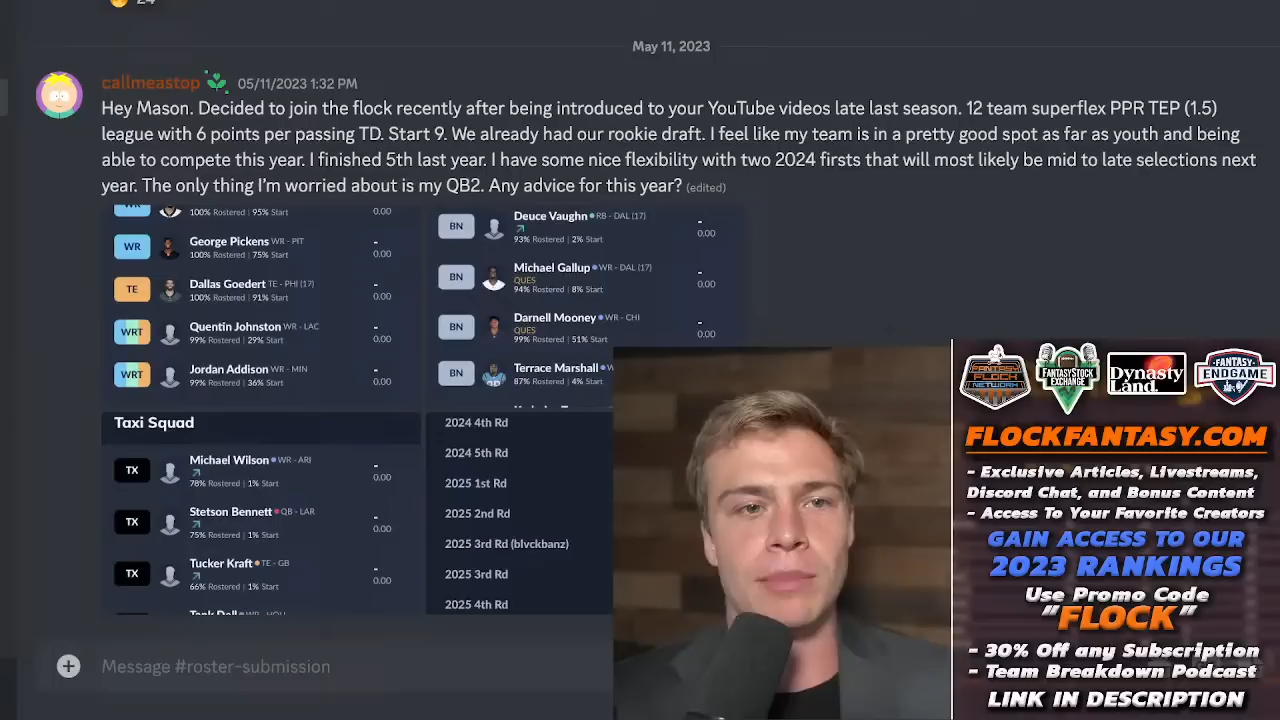 24
May 11, 2023
callmeastop 05/11/2023 1:32 PM
Hey Mason. Decided to join the flock recently after being introduced to your YouTube videos late last season. 12 team superflex PPR TEP (1.5)
league with 6 points per passing TD. Start 9. We already had our rookie draft. I feel like my team is in a pretty good spot as far as youth and being
able to compete this year. I finished 5th last year. I have some nice flexibility with two 2024 firsts that will most likely be mid to late selections next
year. The only thing I'm worried about is my QB2. Any advice for this year? (edited)
WR
100% Rostered | 95% Start
0.00
WR
George Pickens WR - PIT
100% Rostered | 75% Start
-
0.00
TE
Dallas Goedert TE - PHI (17)
100% Rostered | 91% Start
-
0.00
WRT
Quentin Johnston WR - LAC
99% Rostered | 29% Start
-
0.00
WRT
Jordan Addison WR - MIN
99% Rostered | 36% Start
-
0.00
BN
Deuce Vaughn RB - DAL (17)
93% Rostered | 2% Start
-
0.00
BN
Michael Gallup WR - DAL (17)
QUES
94% Rostered | 8% Start
-
0.00
BN
Darnell Mooney WR - CHI
QUES
99% Rostered | 51% Start
-
0.00
BN
Terrace Marshall W
87% Rostered | 4% Start
Taxi Squad
TX
Michael Wilson WR - ARI
78% Rostered | 1% Start
-
0.00
TX
Stetson Bennett QB - LAR
75% Rostered | 1% Start
-
0.00
TX
Tucker Kraft TE - GB
66% Rostered | 1% Start
-
0.00
Tank Dell WR - HOU
2024 4th Rd
2024 5th Rd
2025 1st Rd
2025 2nd Rd
2025 3rd Rd (blvckbanz)
2025 3rd Rd
2025 4th Rd
Message #roster-submission
FANTASY FLOCK NETWORK
FANTASYSTOCK EXCHANGE
Dynasty Land.
FANTASY ENDGAME
FLOCKFANTASY.COM
- Exclusive Articles, Livestreams,
Discord Chat, and Bonus Content
- Access To Your Favorite Creators
GAIN ACCESS TO OUR
2023 RANKINGS
Use Promo Code
"FLOCK"
- 30% Off any Subscription
- Team Breakdown Podcast
LINK IN DESCRIPTION